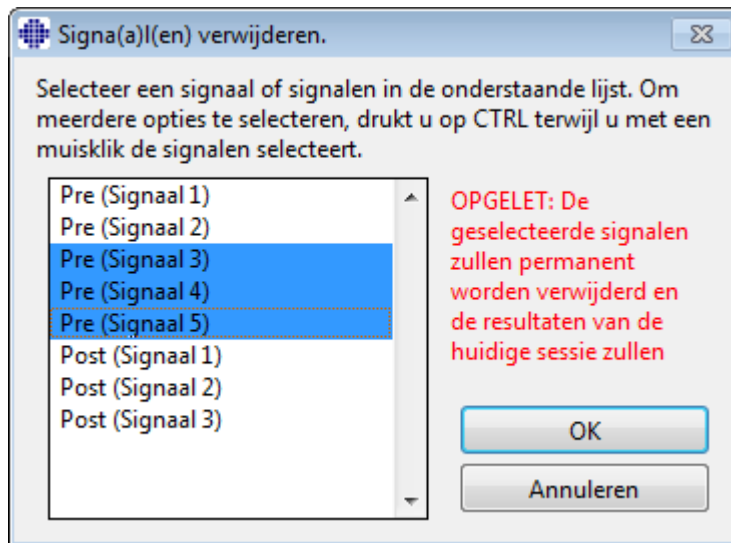 Signa(a)l(en) verwijderen.
Selecteer een signaal of signalen in de onderstaande lijst. Om
meerdere opties te selecteren, drukt u op CTRL terwijl u met een
muisklik de signalen selecteert.
Pre (Signaal 1)
Pre (Signaal 2)
Pre (Signaal 3)
Pre (Signaal 4)
Pre (Signaal 5)
Post (Signaal 1)
Post (Signaal 2)
Post (Signaal 3)
OPGELET: De
geselecteerde signalen
zullen permanent
worden verwijderd en
de resultaten van de
huidige sessie zullen
OK
Annuleren